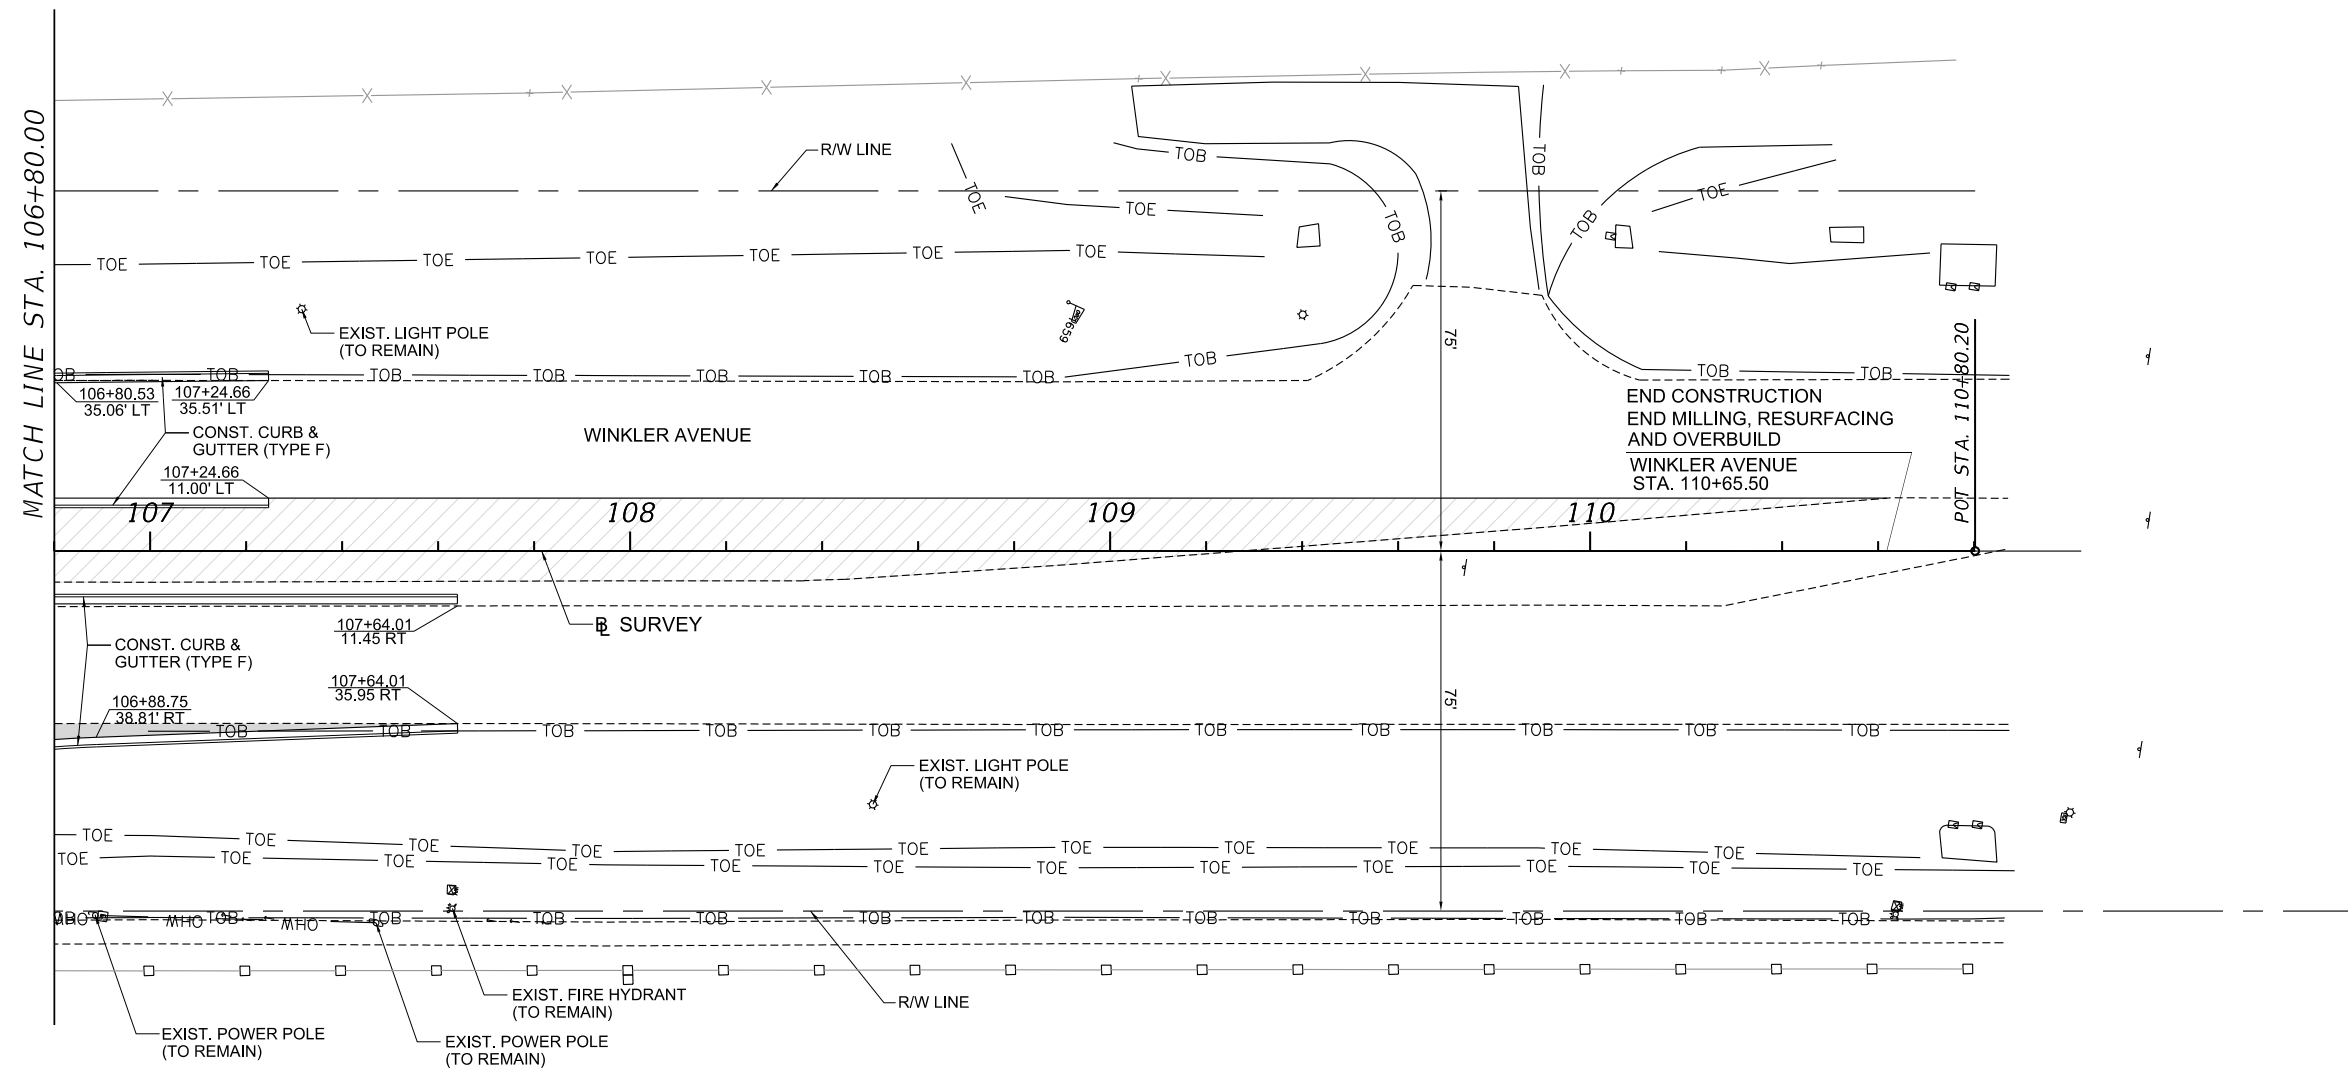 MATCH LINE STA. 106+80.00
R/W LINE
TOB
TOB
TOE
TOE
TOE
TOB
TOB
TOE TOE TOE TOE TOE TOE TOE
EXIST. LIGHT POLE
(TO REMAIN)
659
75'
POT STA. 110+80.20
TOB
OB TOB TOB TOB TOB TOB TOB
TOB TOB
106+80.53
35.06' LT
107+24.66
35.51' LT
CONST. CURB &
GUTTER (TYPE F)
107+24.66
11.00' LT
WINKLER AVENUE
END CONSTRUCTION
END MILLING, RESURFACING
AND OVERBUILD
WINKLER AVENUE
STA. 110+65.50
107 108 109 110
107+64.01
11.45 RT
BL SURVEY
CONST. CURB &
GUTTER (TYPE F)
107+64.01
35.95 RT
106+88.75
38.81' RT
75'
TOB TOB TOB TOB TOB TOB TOB TOB TOB TOB TOB
EXIST. LIGHT POLE
(TO REMAIN)
TOE TOE TOE TOE TOE TOE TOE TOE TOE TOE TOE
TOE TOE TOE TOE TOE TOE TOE TOE TOE TOE TOE TOE
TOB TOB TOB TOB TOB TOB TOB TOB TOB TOB TOB
OHW OHW OHW
EXIST. FIRE HYDRANT
(TO REMAIN)
R/W LINE
EXIST. POWER POLE
(TO REMAIN)
EXIST. POWER POLE
(TO REMAIN)